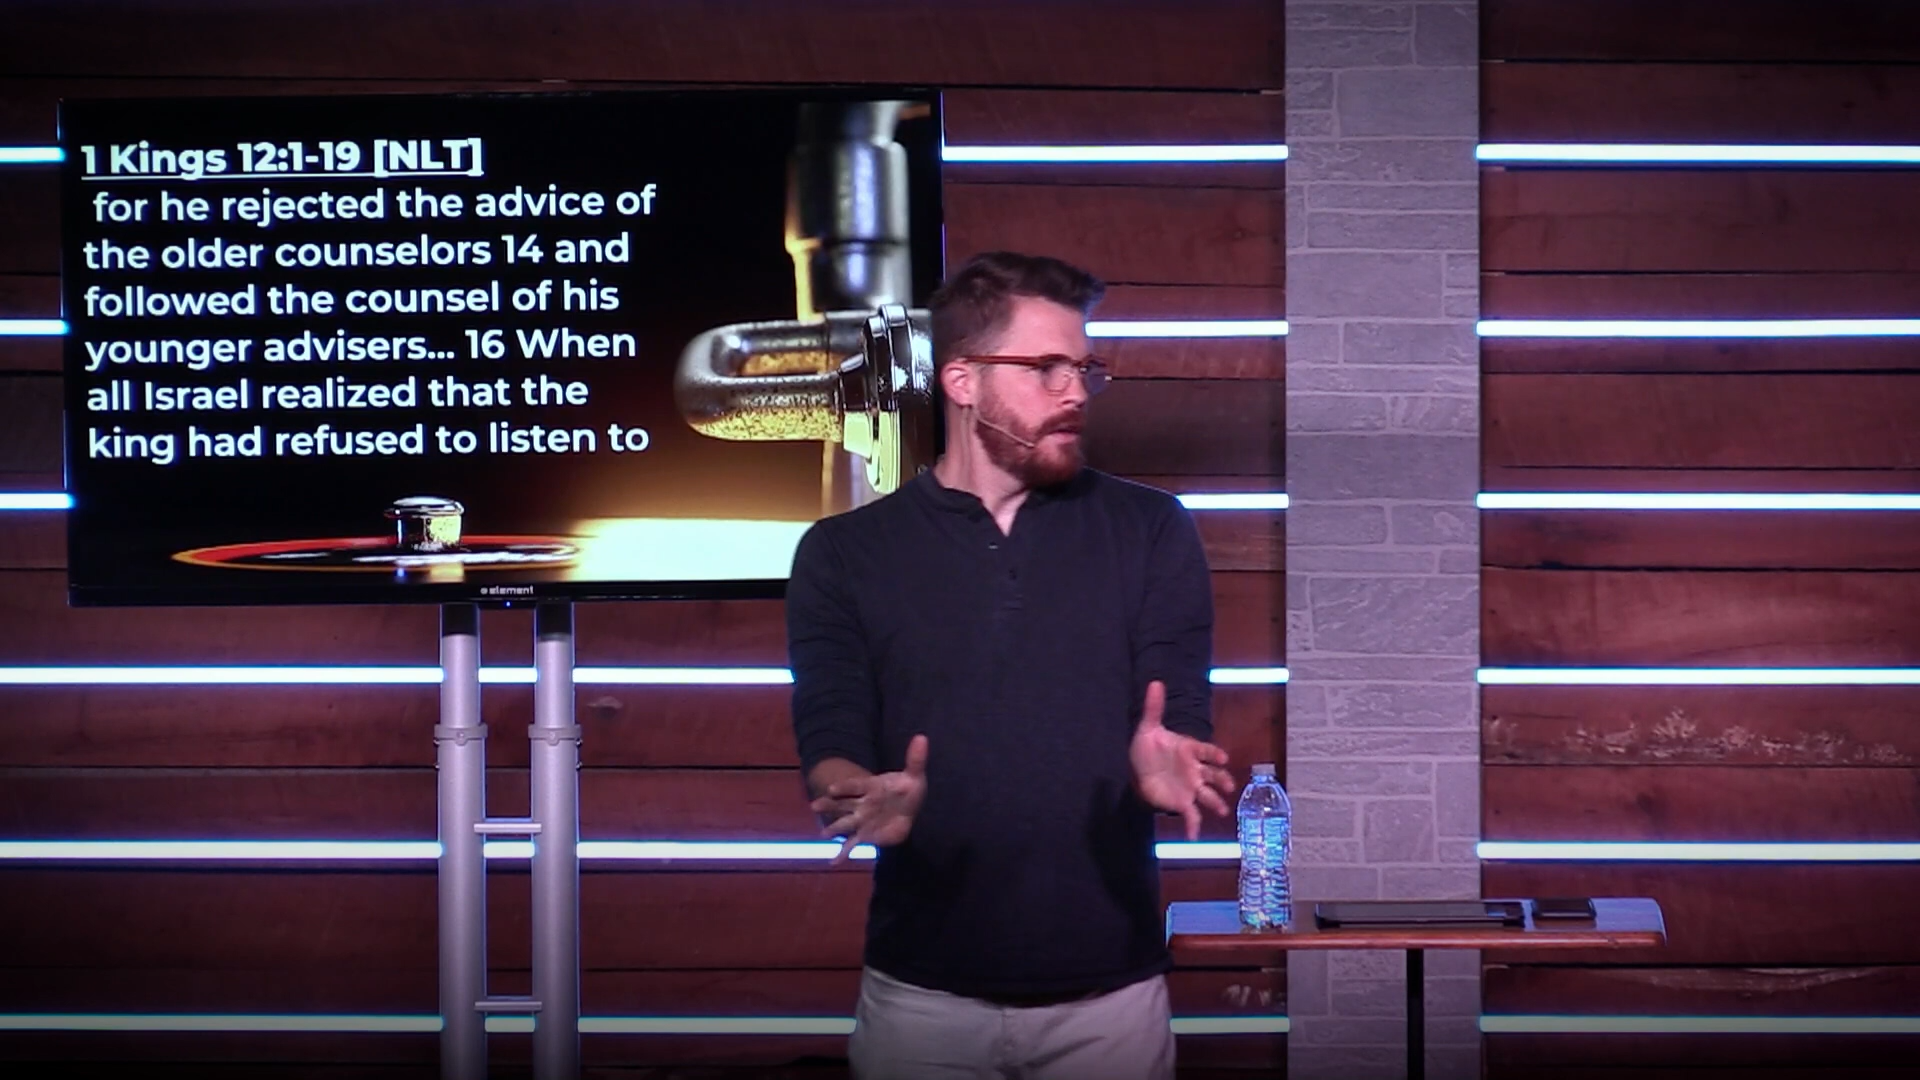 1 Kings 12:1-19 [NLT]
for he rejected the advice of
the older counselors 14 and
followed the counsel of his
younger advisers... 16 When
all Israel realized that the
king had refused to listen to
element